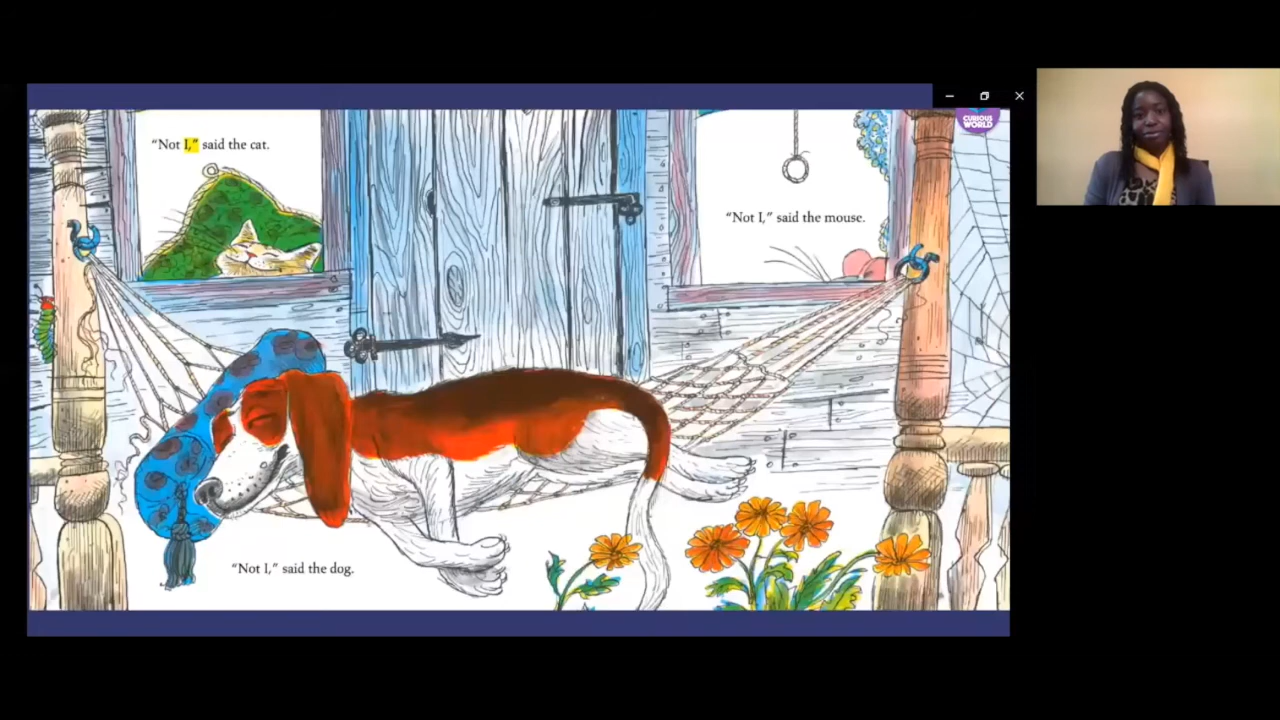 “Not I,” said the cat.
CURIOUS
WORLD
“Not I,” said the mouse.
“Not I,” said the dog.